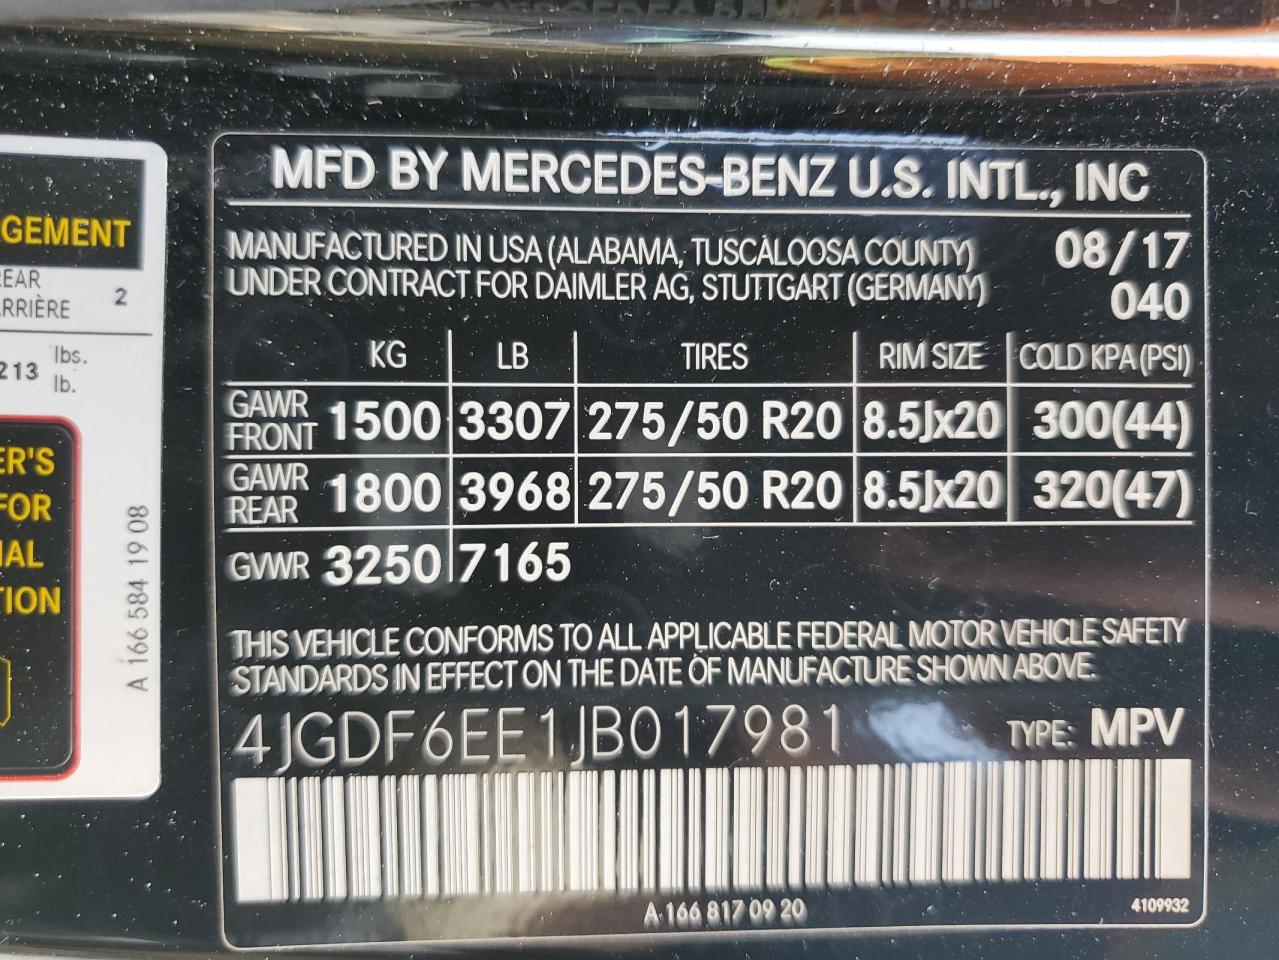 GEMENT
EAR
RRIÈRE 2
213 lbs.
lb.
ER'S
FOR
IAL
TION
A 166 584 19 08
MFD BY MERCEDES-BENZ U.S. INTL., INC
MANUFACTURED IN USA (ALABAMA, TUSCALOOSA COUNTY) 08/17
UNDER CONTRACT FOR DAIMLER AG, STUTTGART (GERMANY) 040
KG LB TIRES RIM SIZE COLD KPA (PSI)
GAWR FRONT 1500 3307 275/50 R20 8.5Jx20 300(44)
GAWR REAR 1800 3968 275/50 R20 8.5Jx20 320(47)
GVWR 3250 7165
THIS VEHICLE CONFORMS TO ALL APPLICABLE FEDERAL MOTOR VEHICLE SAFETY
STANDARDS IN EFFECT ON THE DATE OF MANUFACTURE SHOWN ABOVE.
4JGDF6EE1JB017981 TYPE: MPV
A 166 817 09 20 4109932